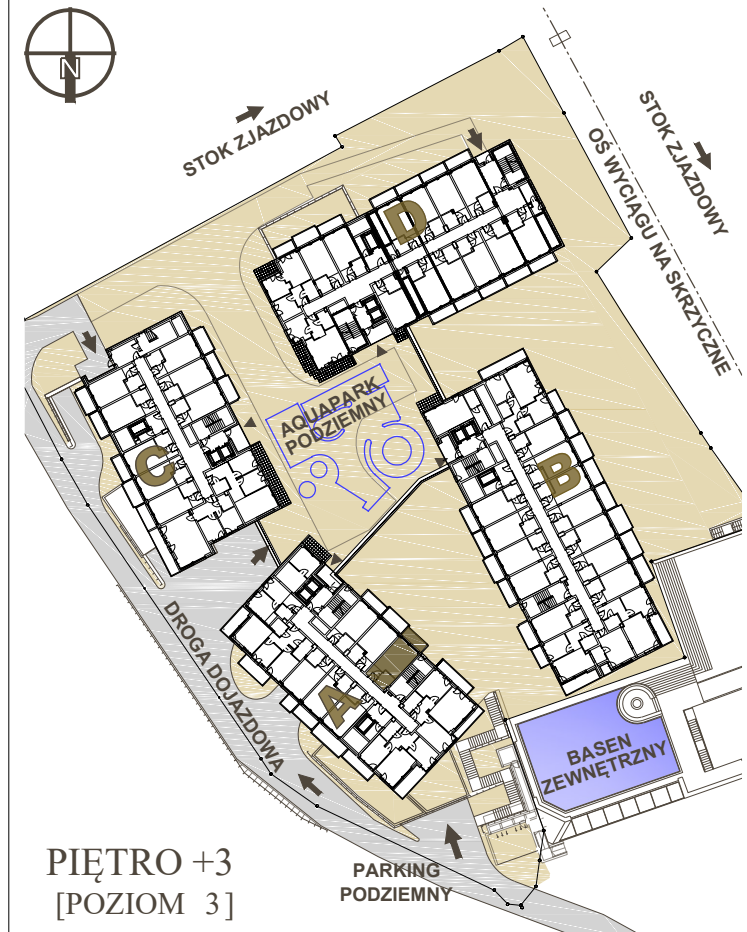 N
STOK ZJAZDOWY
STOK ZJAZDOWY
OŚ WYCIĄGU NA SKRZYCZNE
D
AQUAPARK
PODZIEMNY
C
B
A
DROGA DOJAZDOWA
BASEN
ZEWNĘTRZNY
PIĘTRO +3
[POZIOM 3]
PARKING
PODZIEMNY